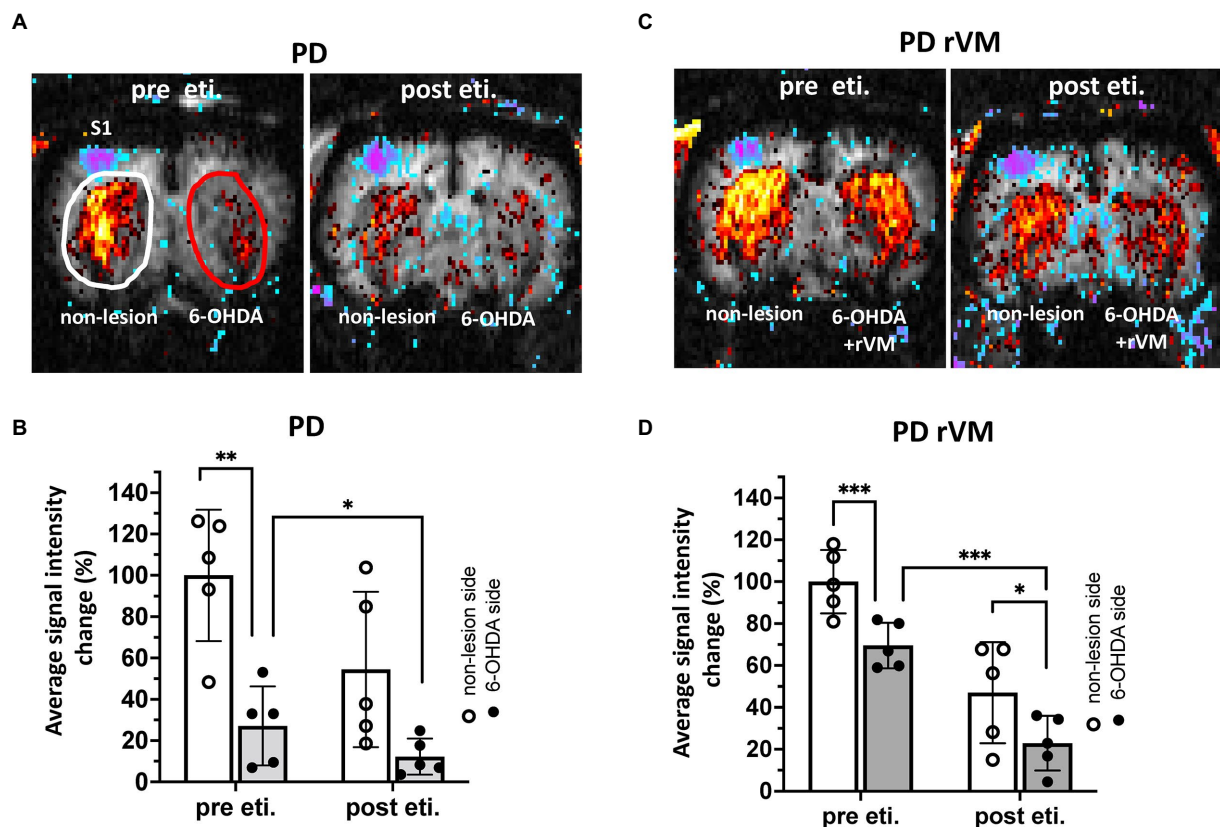 A
PD
pre eti.
post eti.
S1
non-lesion
6-OHDA
non-lesion
6-OHDA
C
PD rVM
pre eti.
post eti.
non-lesion
6-OHDA
+rVM
non-lesion
6-OHDA
+rVM
B
PD
Average signal intensity
change (%)
140
120
100
80
60
40
20
0
**
*
pre eti.
post eti.
non-lesion side
6-OHDA side
D
PD rVM
Average signal intensity
change (%)
140
120
100
80
60
40
20
0
***
***
*
pre eti.
post eti.
non-lesion side
6-OHDA side